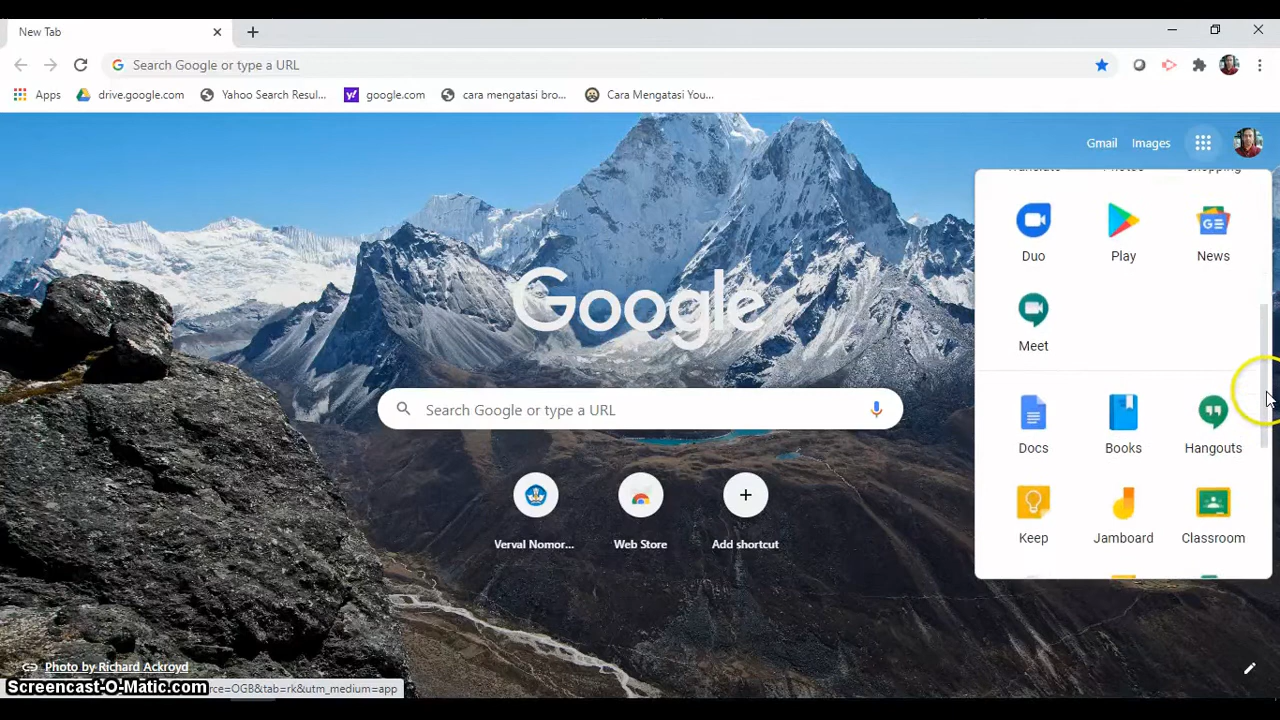 New Tab
Search Google or type a URL
Apps drive.google.com Yahoo Search Resul... google.com cara mengatasi bro... Cara Mengatasi You...
Gmail Images
Translate Photos Shopping
Duo Play News
Meet
Google
Search Google or type a URL
Docs Books Hangouts
Keep Jamboard Classroom
Verval Nomor... Web Store Add shortcut
Photo by Richard Ackroyd
Screencast-O-Matic.com
rce=OGB&tab=rk&utm_medium=app